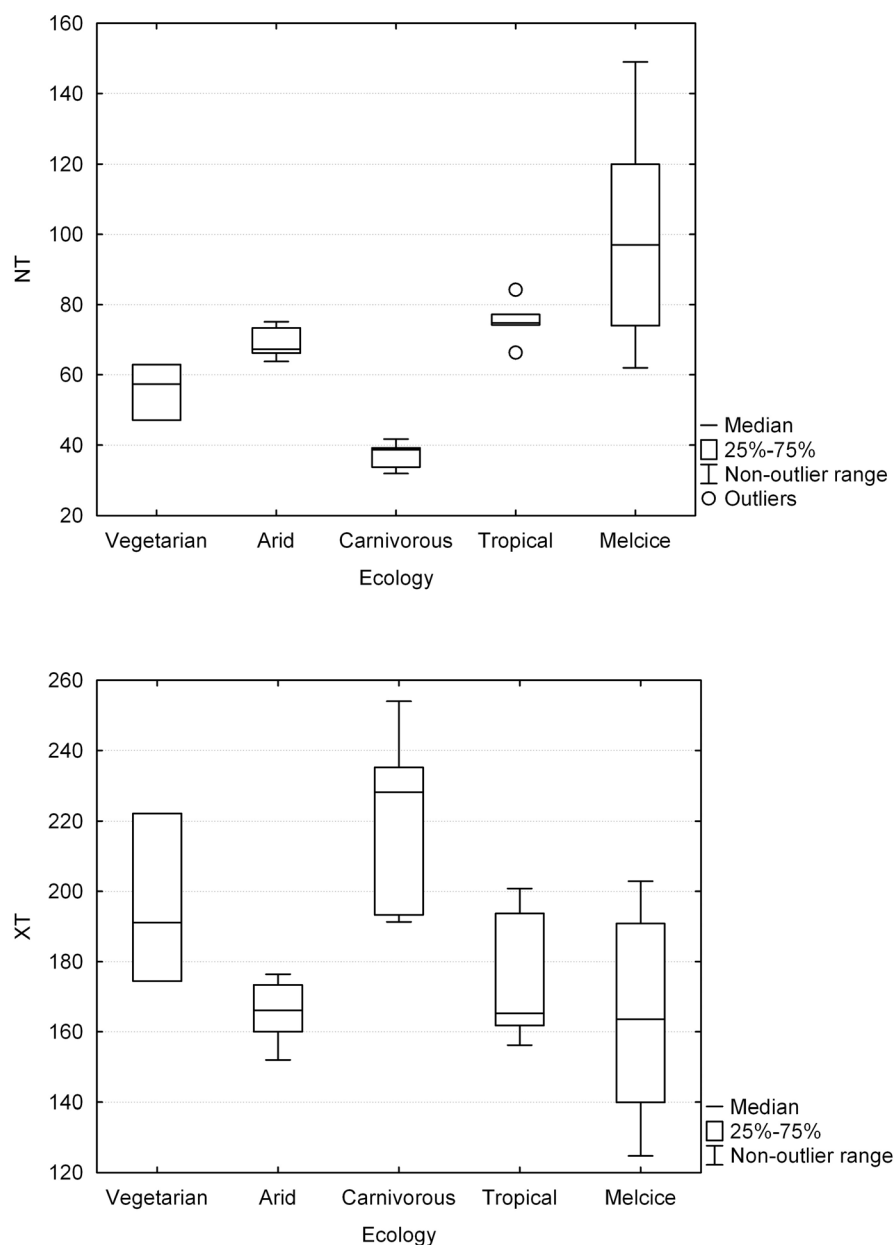 160
140
120
100
80
60
40
20
NT
Vegetarian Arid Carnivorous Tropical Melcice
Ecology
Median
25%-75%
Non-outlier range
Outliers
260
240
220
200
180
160
140
120
XT
Vegetarian Arid Carnivorous Tropical Melcice
Ecology
Median
25%-75%
Non-outlier range